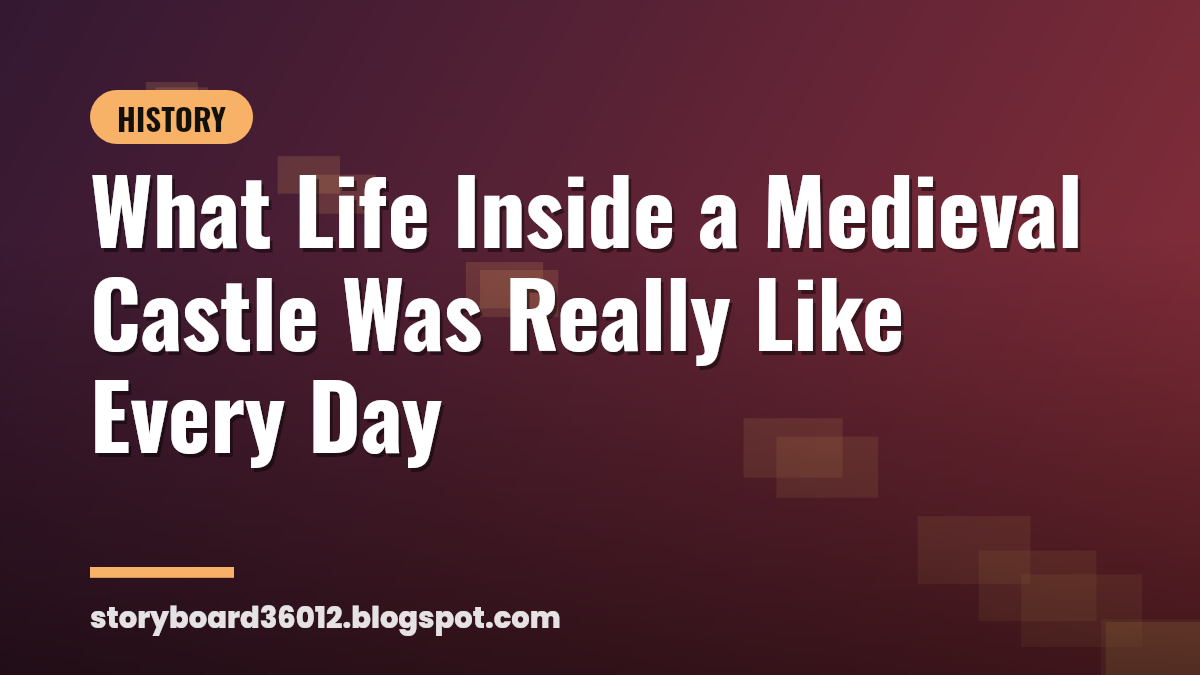 HISTORY
What Life Inside a Medieval
Castle Was Really Like
Every Day
storyboard36012.blogspot.com